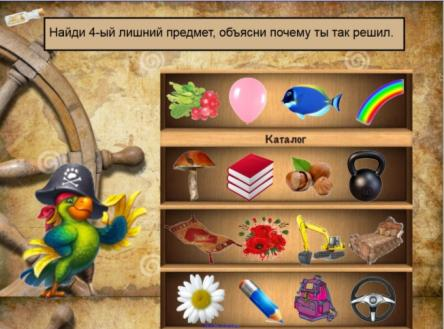 Найди 4-ый лишний предмет, объясни почему ты так решил.
Каталог